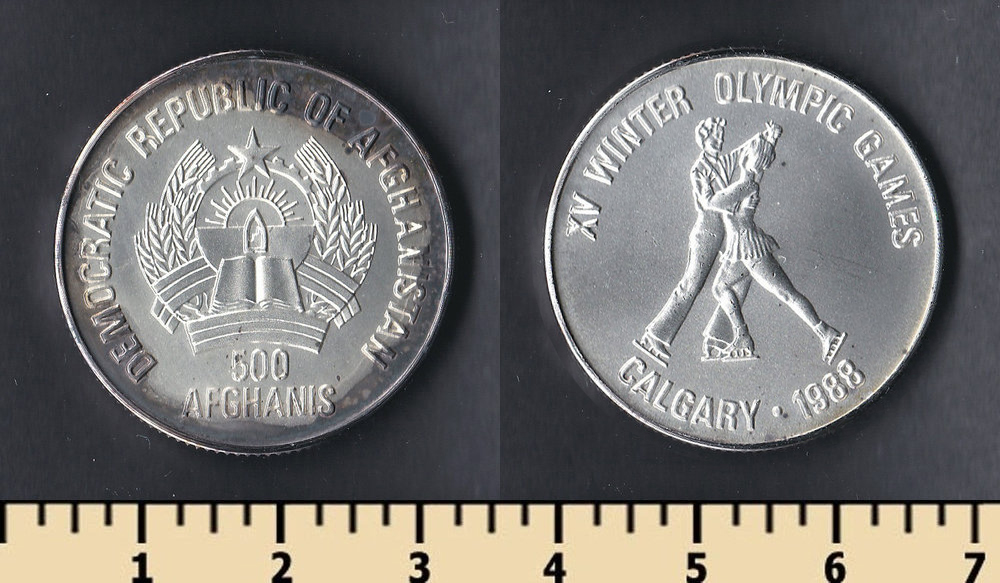 DEMOCRATIC REPUBLIC OF AFGHANISTAN
500
AFGHANIS
XV WINTER OLYMPIC GAMES
CALGARY · 1988
1 2 3 4 5 6 7